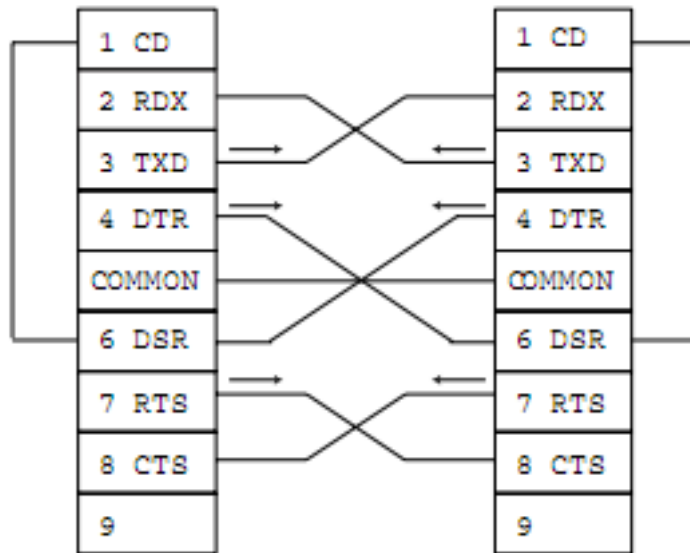 1 CD
2 RDX
3 TXD
4 DTR
COMMON
6 DSR
7 RTS
8 CTS
9
1 CD
2 RDX
3 TXD
4 DTR
COMMON
6 DSR
7 RTS
8 CTS
9